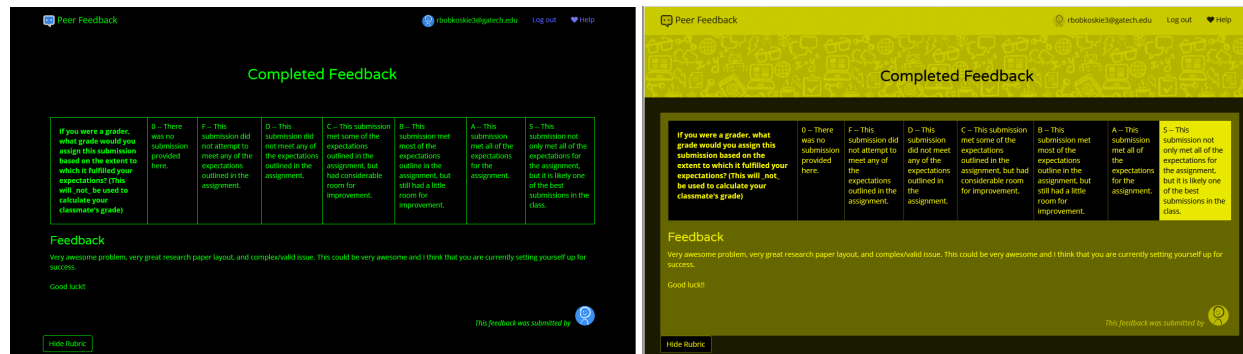 Peer Feedback
rbobkoskie3@gatech.edu Log out Help
Completed Feedback
If you were a grader,
what grade would you
assign this submission
based on the extent to
which it fulfilled your
expectations? (This
will _not_ be used to
calculate your
classmate's grade)
0 – There
was no
submission
provided
here.
F – This
submission did
not attempt to
meet any of the
expectations
outlined in the
assignment.
D – This
submission did
not meet any of
the expectations
outlined in the
assignment.
C – This submission
met some of the
expectations
outlined in the
assignment, but
had considerable
room for
improvement.
B – This
submission met
most of the
expectations
outline in the
assignment, but
still had a little
room for
improvement.
A – This
submission
met all of the
expectations
for the
assignment.
S – This
submission not
only met all of the
expectations for
the assignment,
but it is likely one
of the best
submissions in the
class.
Feedback
Very awesome problem, very great research paper layout, and complex/valid issue. This could be very awesome and I think that you are currently setting yourself up for
success.
Good luck!!
This feedback was submitted by
Hide Rubric
Peer Feedback
rbobkoskie3@gatech.edu Log out Help
Completed Feedback
If you were a grader, what
grade would you assign this
submission based on the
extent to which it fulfilled your
expectations? (This will _not_
be used to calculate your
classmate's grade)
0 – There
was no
submission
provided
here.
F – This
submission did
not attempt to
meet any of
the
expectations
outlined in the
assignment.
D – This
submission
did not meet
any of the
expectations
outlined in
the
assignment.
C – This submission
met some of the
expectations
outlined in the
assignment, but had
considerable room
for improvement.
B – This
submission met
most of the
expectations
outline in the
assignment, but
still had a little
room for
improvement.
A – This
submission
met all of
the
expectations
for the
assignment.
S – This
submission not
only met all of the
expectations for
the assignment,
but it is likely one
of the best
submissions in the
class.
Feedback
Very awesome problem, very great research paper layout, and complex/valid issue. This could be very awesome and I think that you are currently setting yourself up for
success.
Good luck!!
This feedback was submitted by
Hide Rubric